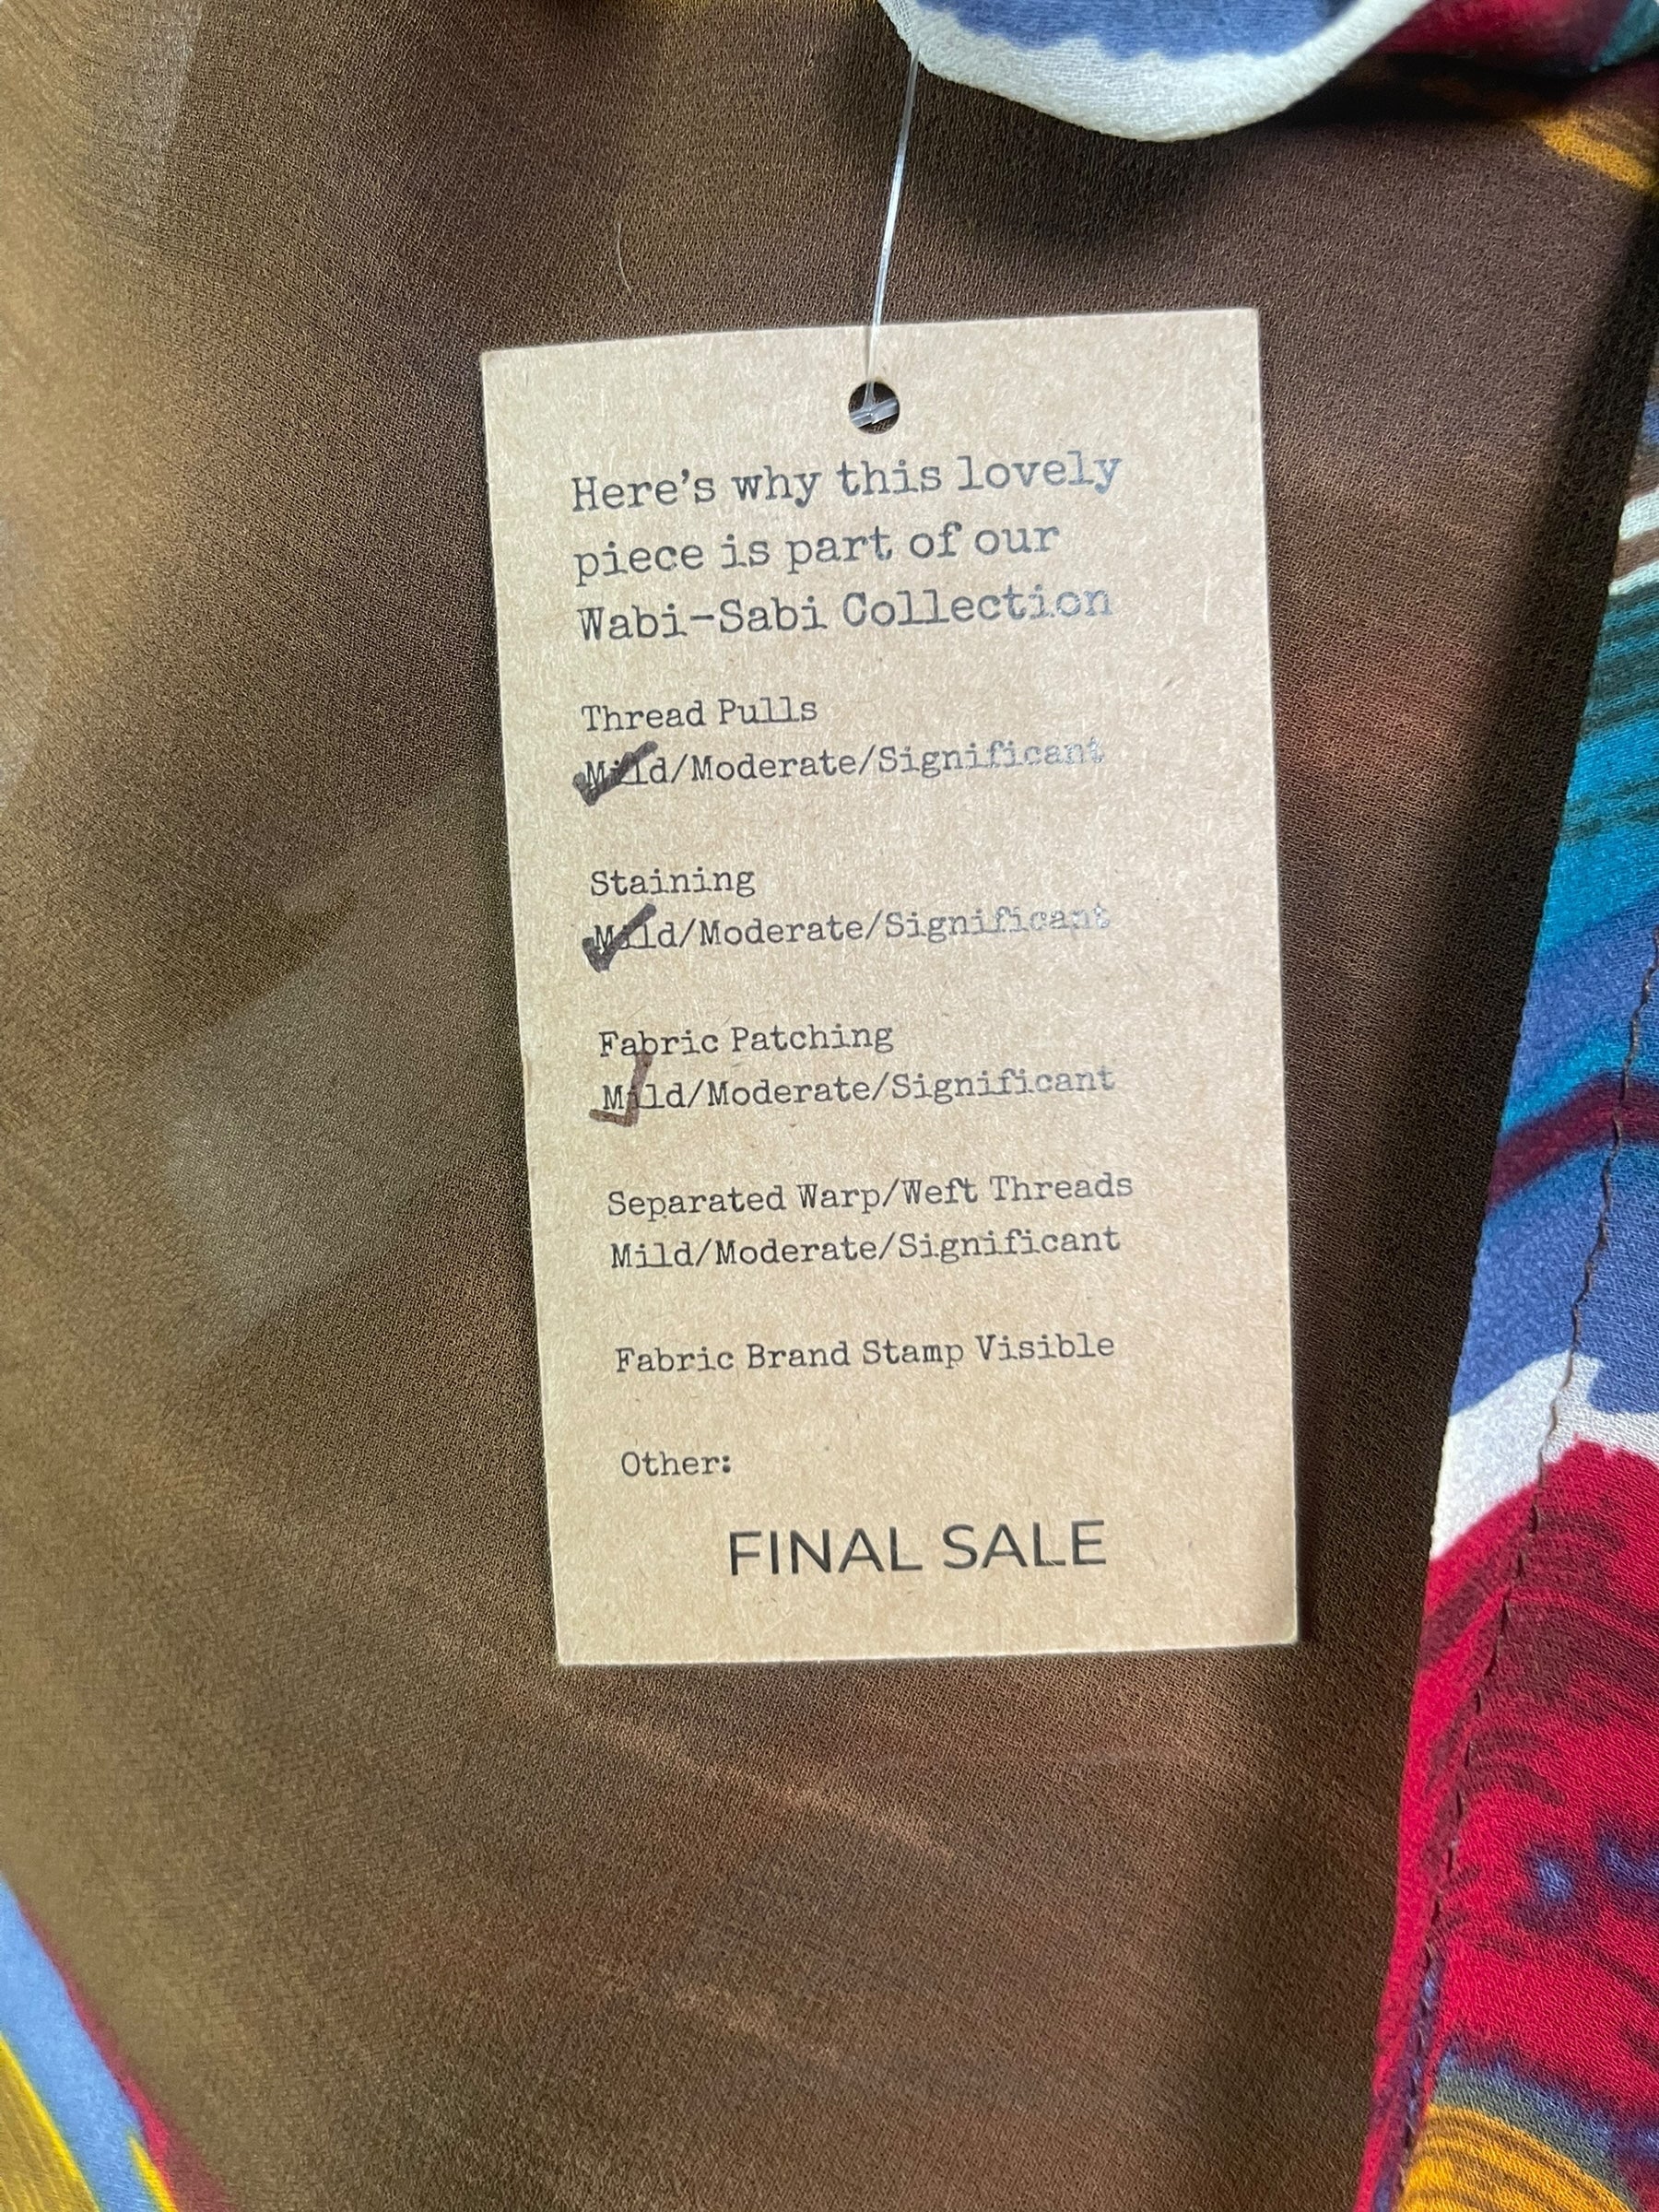 Here's why this lovely
piece is part of our
Wabi-Sabi Collection
Thread Pulls
Mild/Moderate/Significant
Staining
Mild/Moderate/Significant
Fabric Patching
Mild/Moderate/Significant
Separated Warp/Weft Threads
Mild/Moderate/Significant
Fabric Brand Stamp Visible
Other:
FINAL SALE